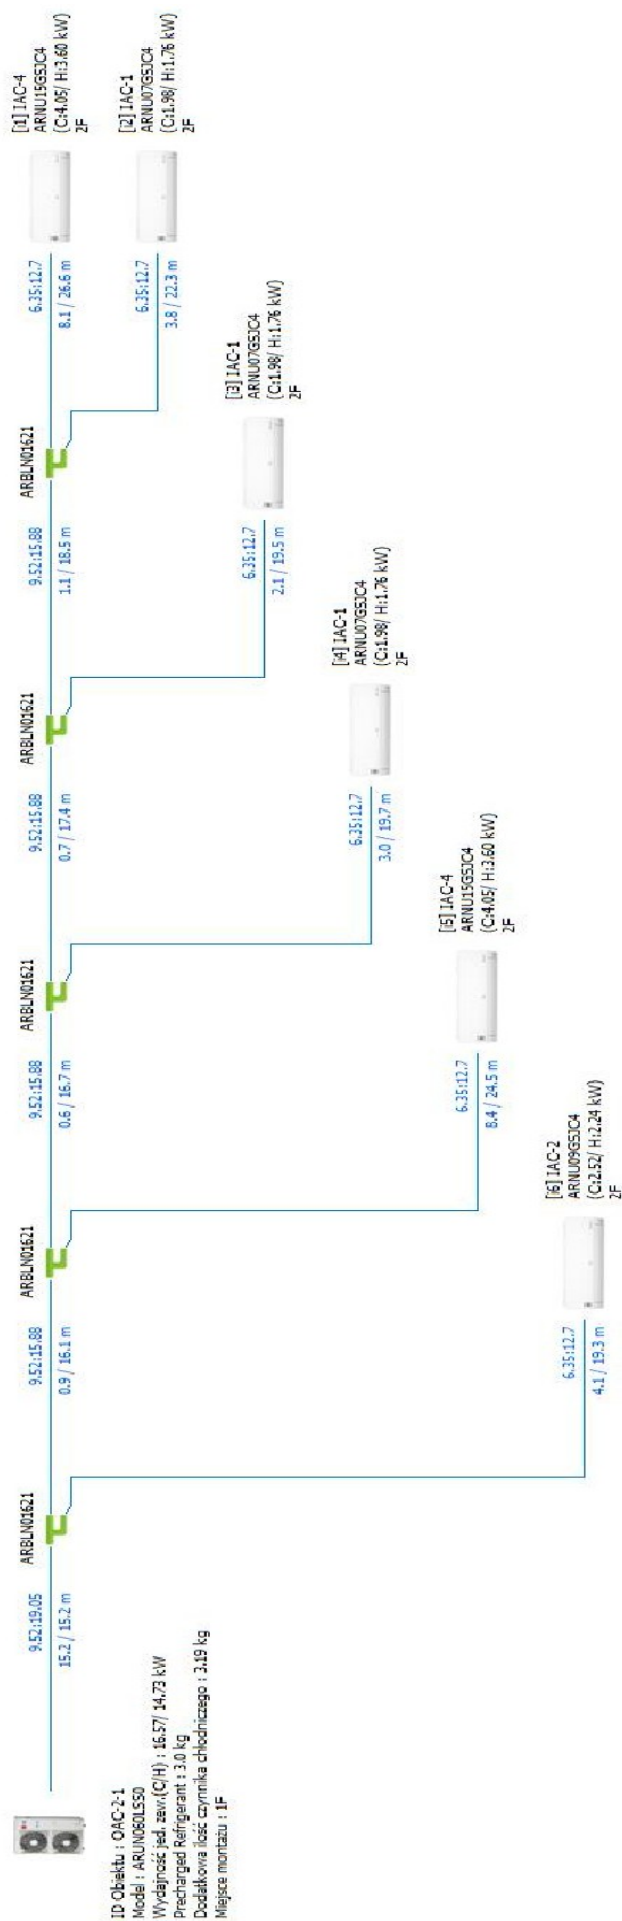 ID Obiektu : OAC-2-1
Model : ARUN060LSS0
Wydajność jed. zewn.(C/H) : 16.57/ 14.73 kW
Precharged Refrigerant : 3.0 kg
Dodatkowa ilość czynnika chłodniczego : 3.19 kg
Miejsce montażu : 1F
9.52:19.05
15.2 / 15.2 m
ARBLN01621
9.52:15.88
0.9 / 16.1 m
ARBLN01621
9.52:15.88
0.6 / 16.7 m
ARBLN01621
9.52:15.88
0.7 / 17.4 m
ARBLN01621
9.52:15.88
1.1 / 18.5 m
ARBLN01621
6.35:12.7
8.1 / 26.6 m
[i1] IAC-4
ARNU15GSJC4
(C:4.05/ H:3.60 kW)
2F
6.35:12.7
3.8 / 22.3 m
[i2] IAC-1
ARNU07GSJC4
(C:1.98/ H:1.76 kW)
2F
6.35:12.7
2.1 / 19.5 m
[i3] IAC-1
ARNU07GSJC4
(C:1.98/ H:1.76 kW)
2F
6.35:12.7
3.0 / 19.7 m
[i4] IAC-1
ARNU07GSJC4
(C:1.98/ H:1.76 kW)
2F
6.35:12.7
8.4 / 24.5 m
[i5] IAC-4
ARNU15GSJC4
(C:4.05/ H:3.60 kW)
2F
6.35:12.7
4.1 / 19.3 m
[i6] IAC-2
ARNU09GSJC4
(C:2.52/ H:2.24 kW)
2F